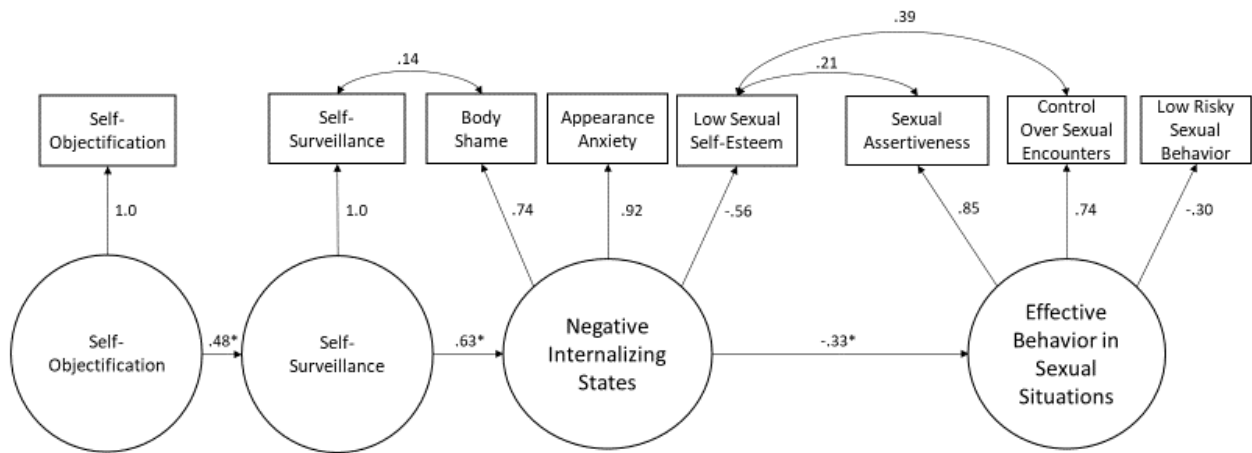 .39
.14
.21
Self-
Objectification
Self-
Surveillance
Body
Shame
Appearance
Anxiety
Low Sexual
Self-Esteem
Sexual
Assertiveness
Control
Over Sexual
Encounters
Low Risky
Sexual
Behavior
1.0
1.0
.74
.92
-.56
.85
.74
-.30
Self-
Objectification
.48*
Self-
Surveillance
.63*
Negative
Internalizing
States
-.33*
Effective
Behavior in
Sexual
Situations